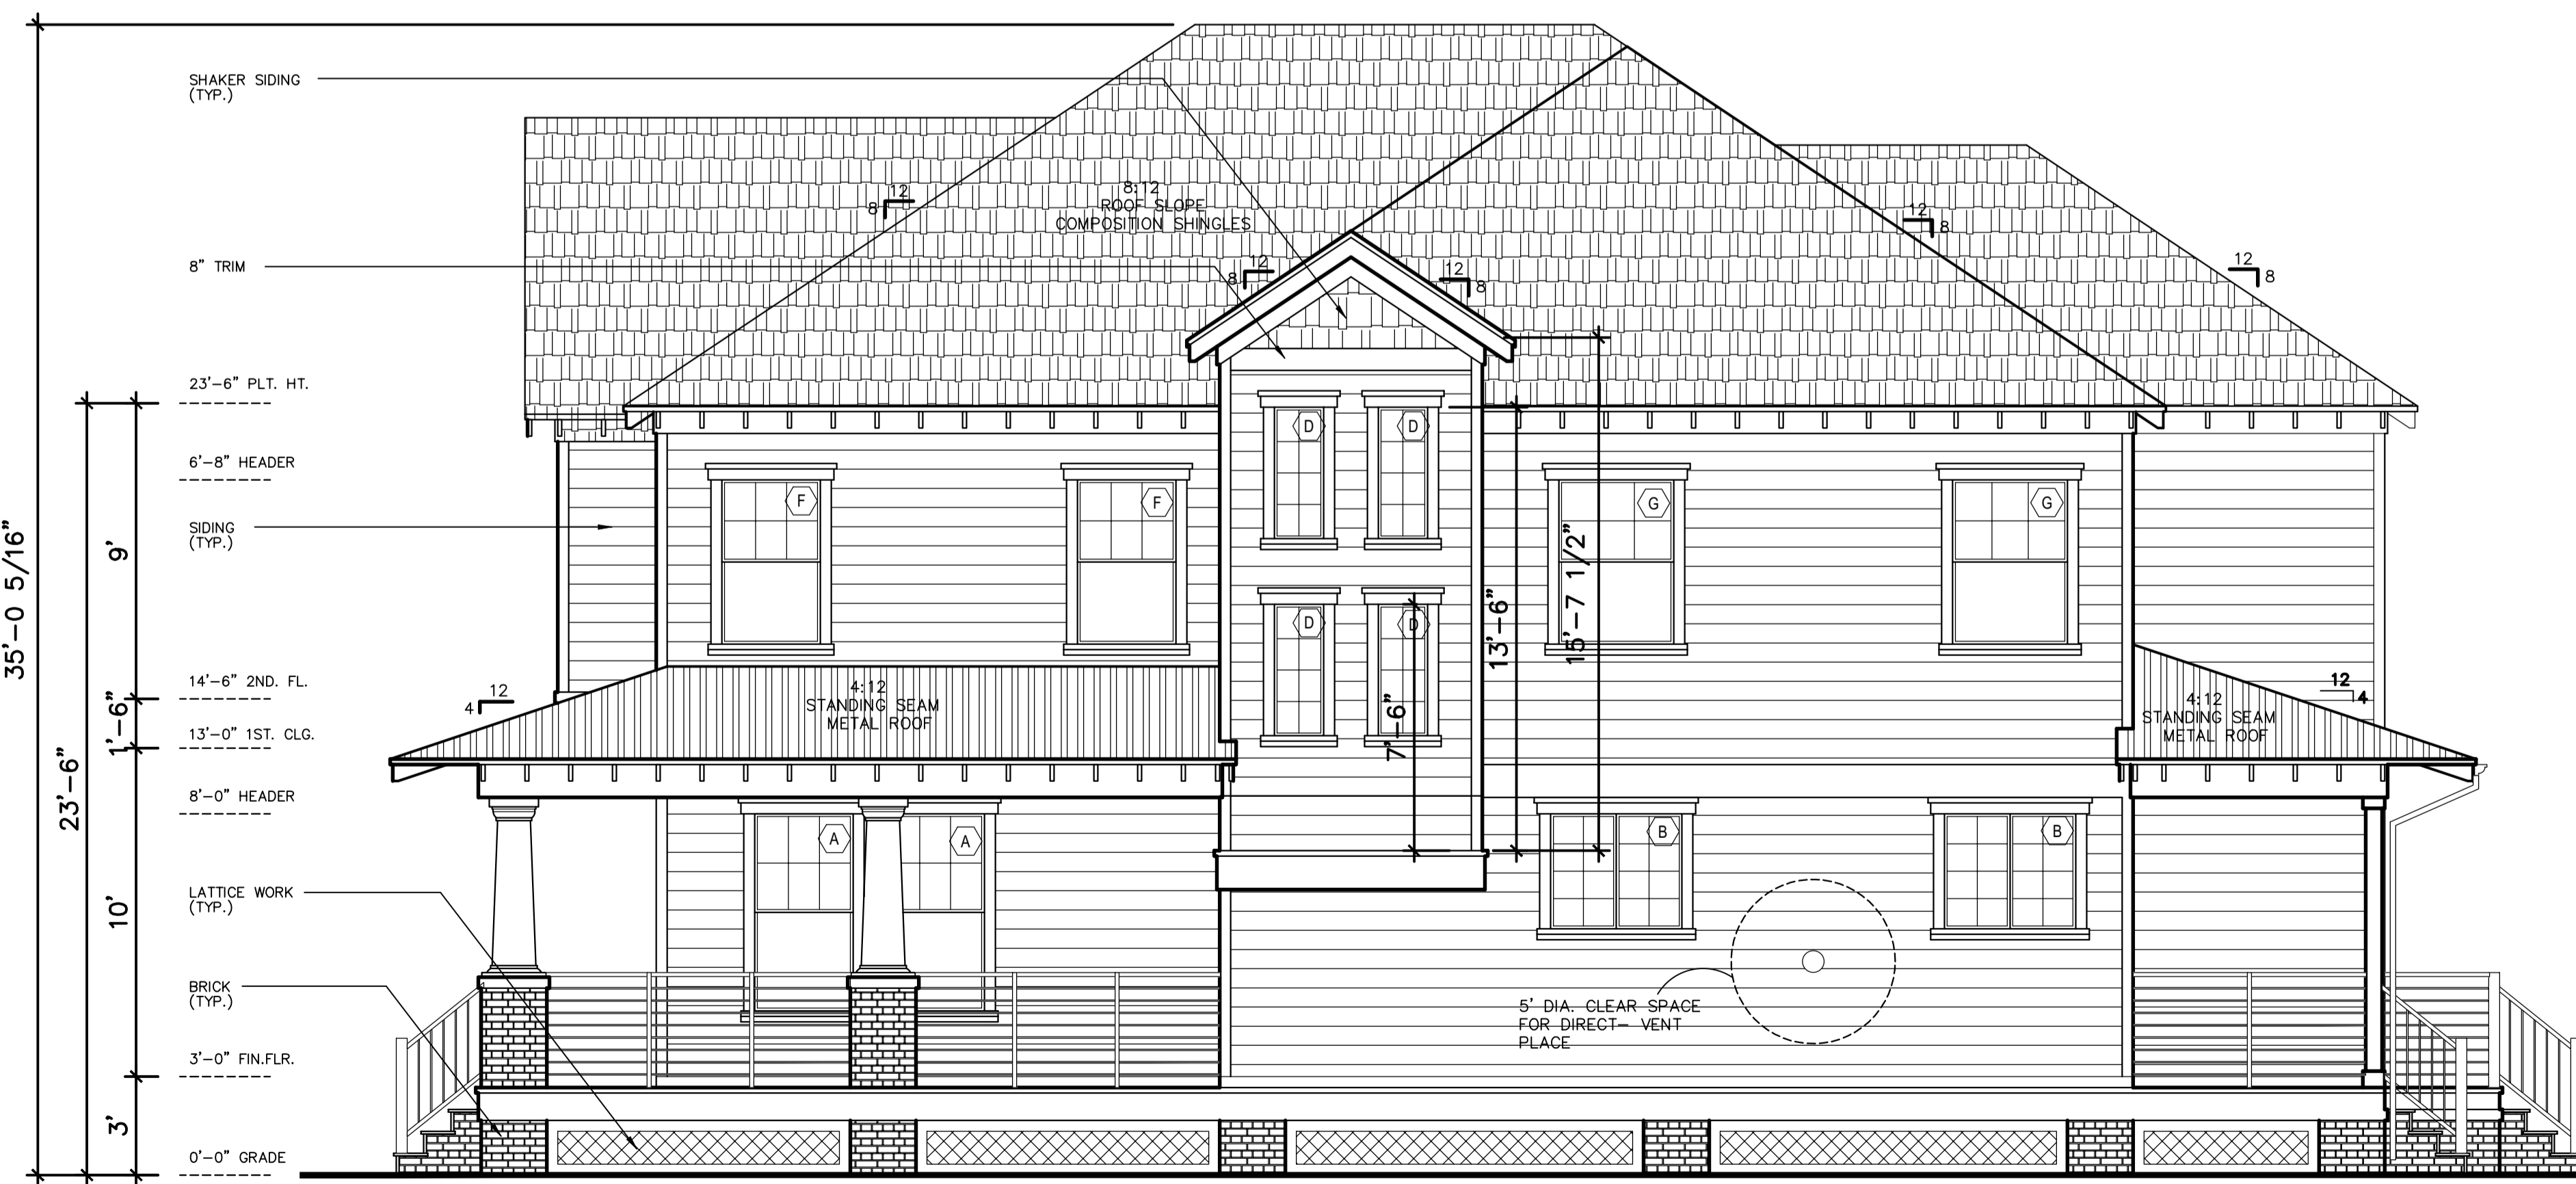 SHAKER SIDING
(TYP.)
12
8
8:12
ROOF SLOPE
COMPOSITION SHINGLES
12
8
8” TRIM
12
8
12
8
12
8
23’–6” PLT. HT.
6’–8” HEADER
SIDING
(TYP.)
14’–6” 2ND. FL.
13’–0” 1ST. CLG.
8’–0” HEADER
LATTICE WORK
(TYP.)
BRICK
(TYP.)
3’–0” FIN.FLR.
0’–0” GRADE
35’–0 5/16”
23’–6”
9’
1’–6”
10’
3’
D
D
F
F
G
G
D
D
13’–6”
15’–7 1/2”
7’–6”
12
4
4:12
STANDING SEAM
METAL ROOF
12
4
4:12
STANDING SEAM
METAL ROOF
A
A
B
B
5’ DIA. CLEAR SPACE
FOR DIRECT– VENT
PLACE